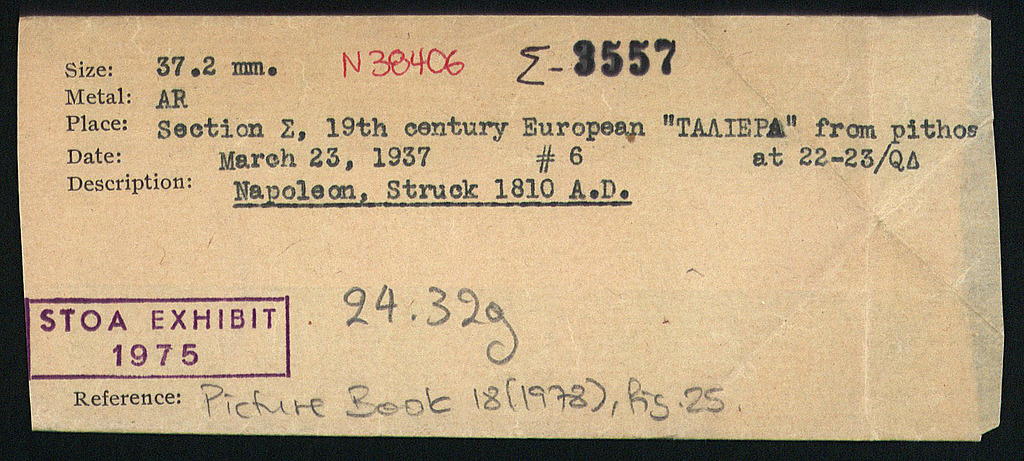 Size: 37.2 mm. N38406 Σ-3557
Metal: AR
Place: Section Σ, 19th century European "ΤΑΛΙΕΡΑ" from pithos
Date: March 23, 1937 # 6 at 22-23/ϘΔ
Description: Napoleon, Struck 1810 A.D.
24.32g
STOA EXHIBIT
1975
Reference: Picture Book 18(1978), fig. 25.